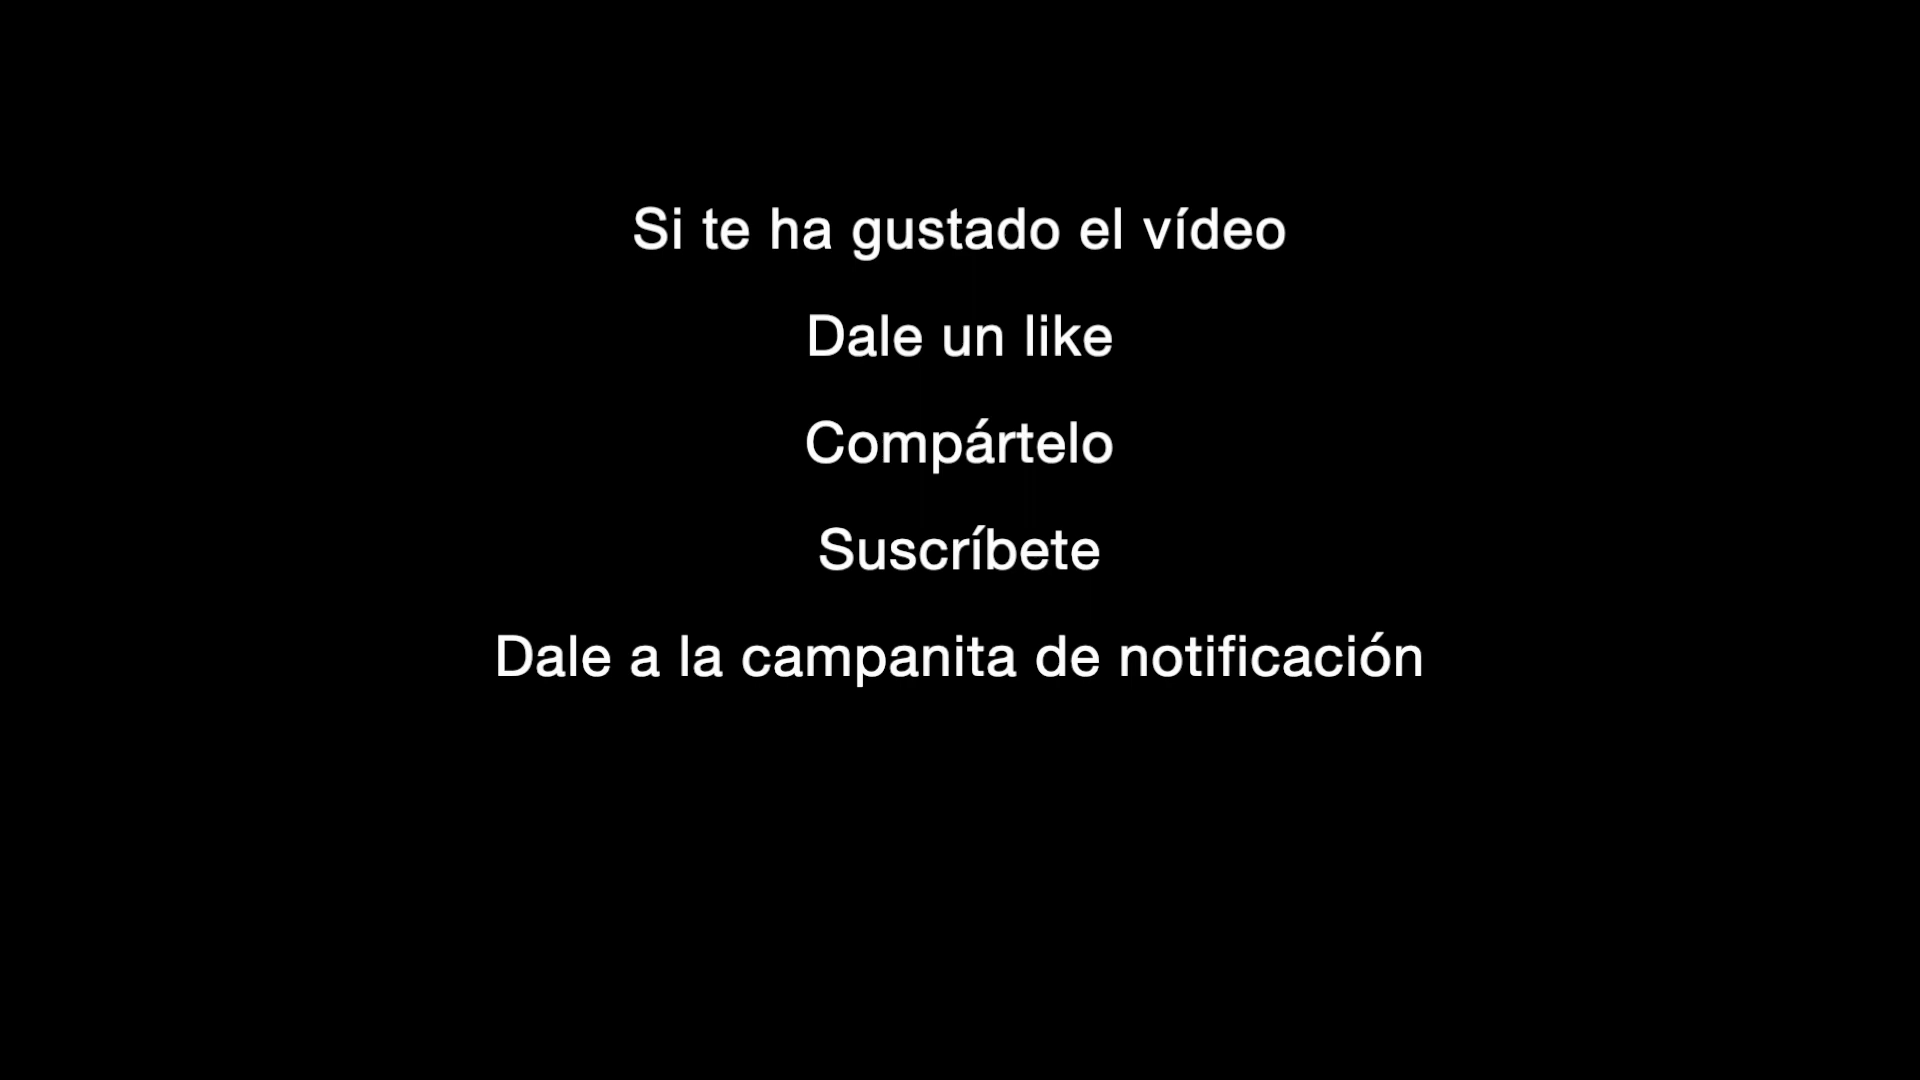 Si te ha gustado el vídeo
Dale un like
Compártelo
Suscríbete
Dale a la campanita de notificación